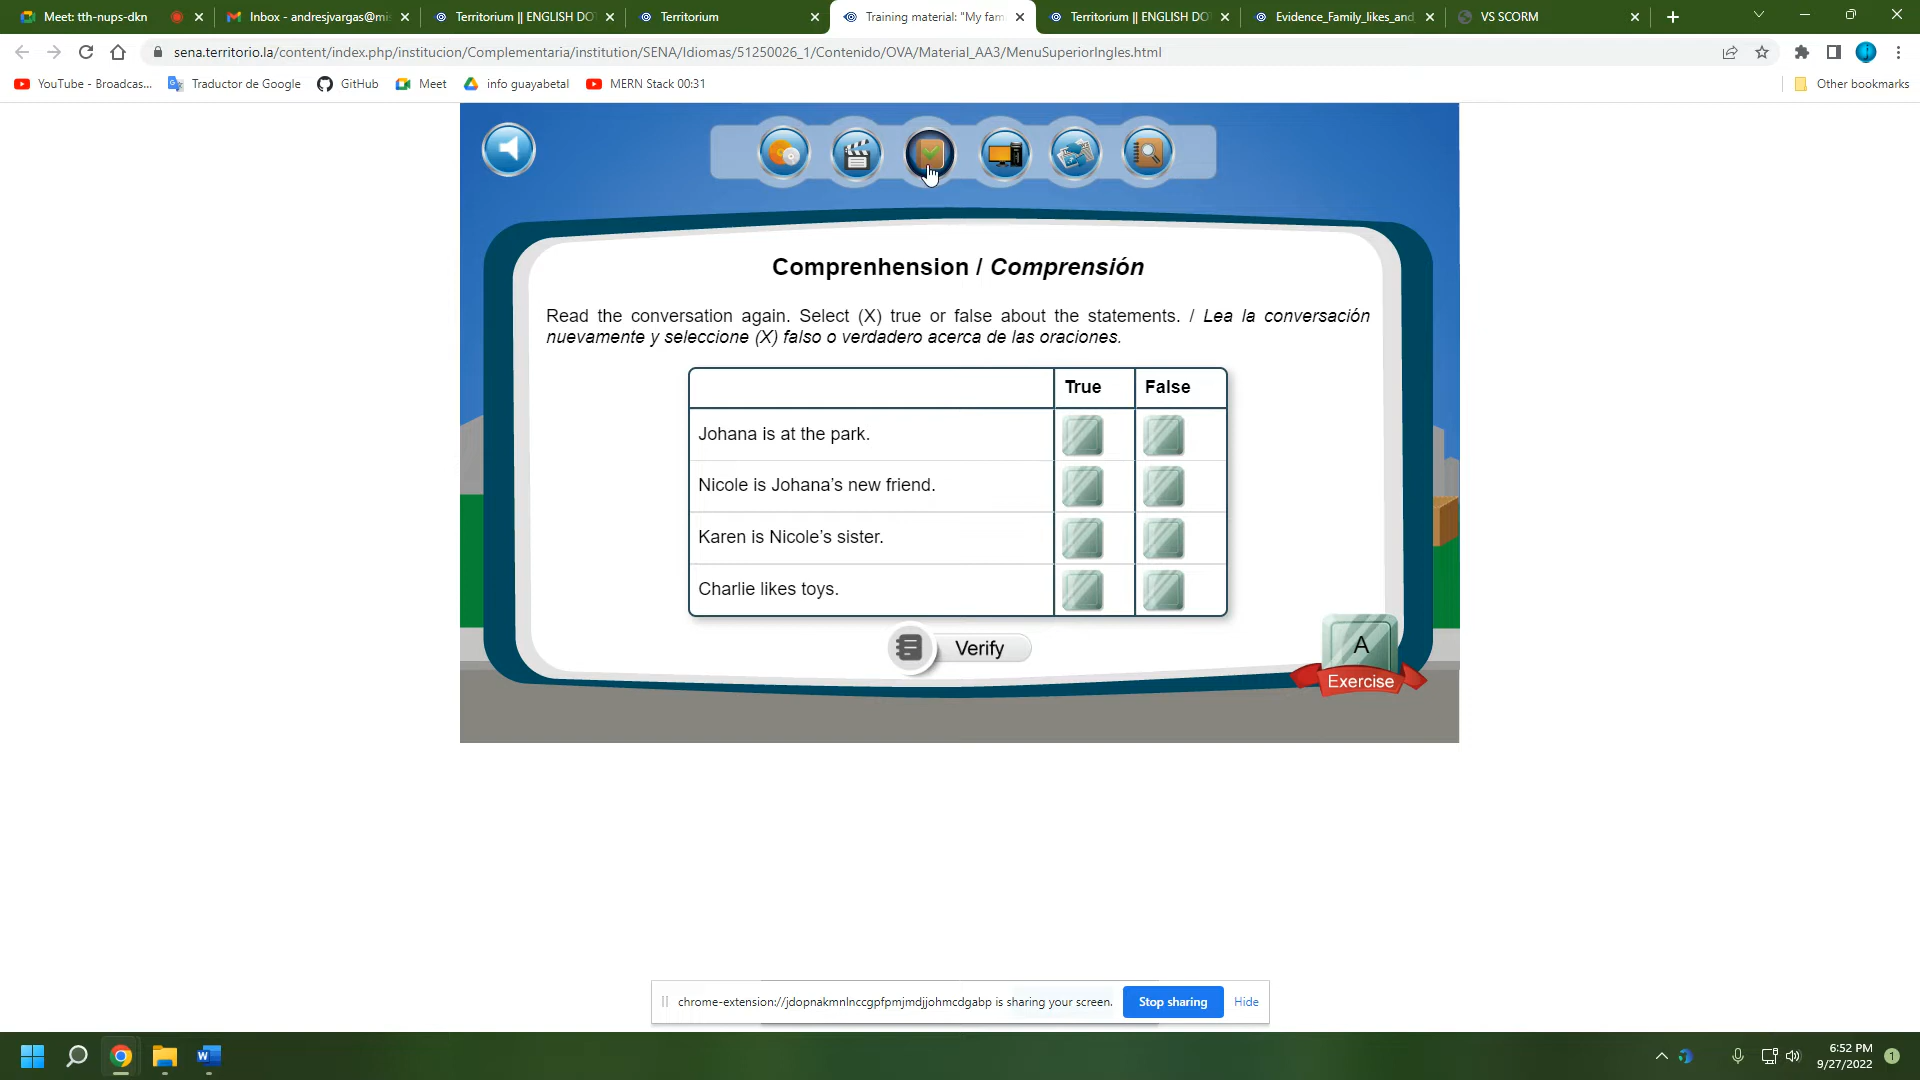 Meet: tth-nups-dkn
Inbox - andresjvargas@mi
Territorium || ENGLISH DOT
Territorium
Training material: "My fam
Territorium || ENGLISH DOT
Evidence_Family_likes_and_
VS SCORM
sena.territorio.la/content/index.php/institucion/Complementaria/institution/SENA/Idiomas/51250026_1/Contenido/OVA/Material_AA3/MenuSuperiorIngles.html
YouTube - Broadcas...
Traductor de Google
GitHub
Meet
info guayabetal
MERN Stack 00:31
Other bookmarks
Comprenhension / Comprensión
Read the conversation again. Select (X) true or false about the statements. / Lea la conversación
nuevamente y seleccione (X) falso o verdadero acerca de las oraciones.
True False
Johana is at the park.
Nicole is Johana’s new friend.
Karen is Nicole’s sister.
Charlie likes toys.
Verify
A
Exercise
chrome-extension://jdopnakmnlnccgpfpmjmdjjohmcdgabp is sharing your screen.
Stop sharing
Hide
6:52 PM
9/27/2022
1